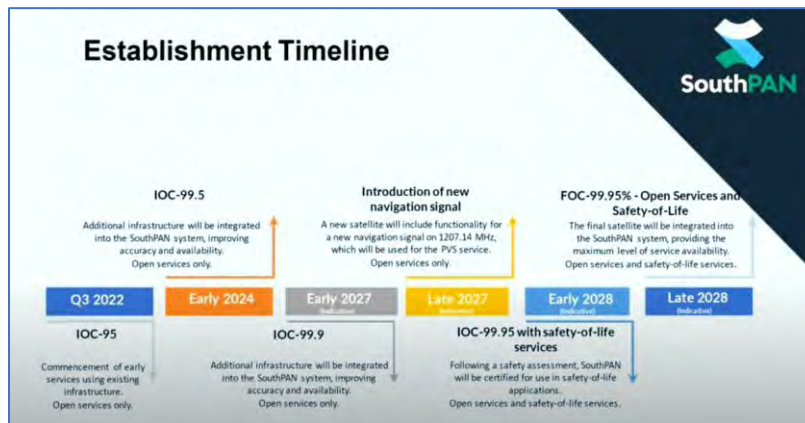 Establishment Timeline
SouthPAN
IOC-99.5
Additional infrastructure will be integrated
into the SouthPAN system, improving
accuracy and availability.
Open services only.
Introduction of new
navigation signal
A new satellite will include functionality for
a new navigation signal on 1207.14 MHz,
which will be used for the PVS service.
Open services only.
FOC-99.95% - Open Services and
Safety-of-Life
The final satellite will be integrated into
the SouthPAN system, providing the
maximum level of service availability.
Open services and safety-of-life services.
Q3 2022
Early 2024
Early 2027
(Indicative)
Late 2027
(Indicative)
Early 2028
(Indicative)
Late 2028
(Indicative)
IOC-95
Commencement of early
services using existing
infrastructure.
Open services only.
IOC-99.9
Additional infrastructure will be integrated
into the SouthPAN system, improving
accuracy and availability.
Open services only.
IOC-99.95 with safety-of-life
services
Following a safety assessment, SouthPAN
will be certified for use in safety-of-life
applications.
Open services and safety-of-life services.